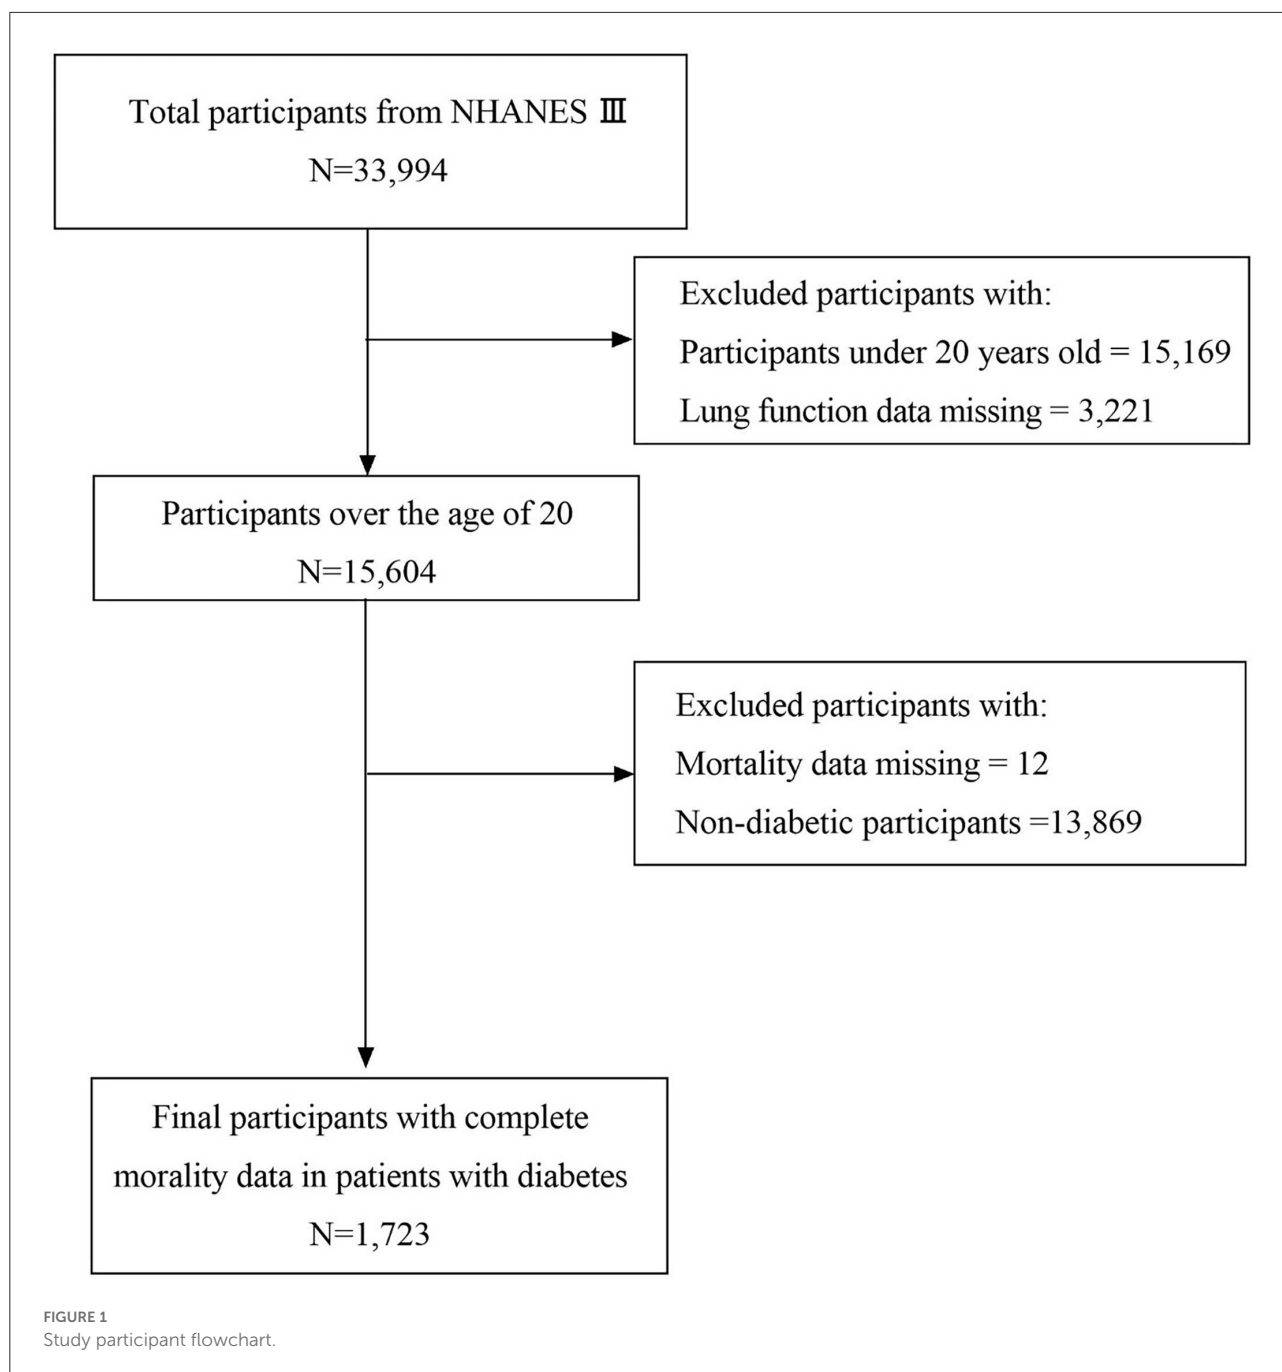 Total participants from NHANES Ⅲ
N=33,994
Excluded participants with:
Participants under 20 years old = 15,169
Lung function data missing = 3,221
Participants over the age of 20
N=15,604
Excluded participants with:
Mortality data missing = 12
Non-diabetic participants =13,869
Final participants with complete
morality data in patients with diabetes
N=1,723
FIGURE 1
Study participant flowchart.